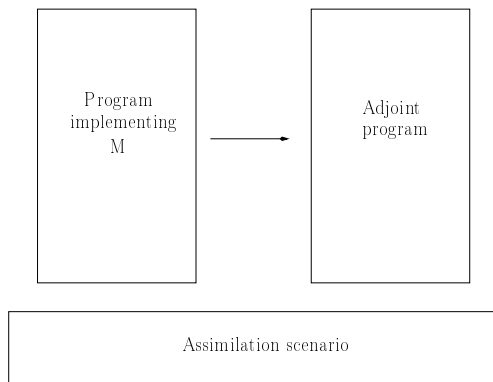 Program
implementing
M
Adjoint
program
Assimilation scenario